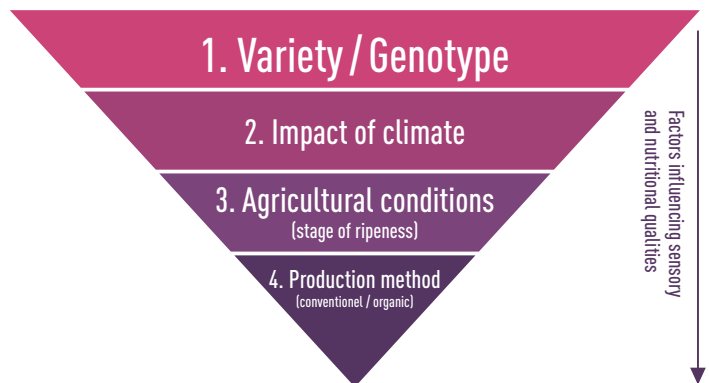 1. Variety / Genotype
2. Impact of climate
3. Agricultural conditions
(stage of ripeness)
4. Production method
(conventionel / organic)
Factors influencing sensory
and nutritional qualities